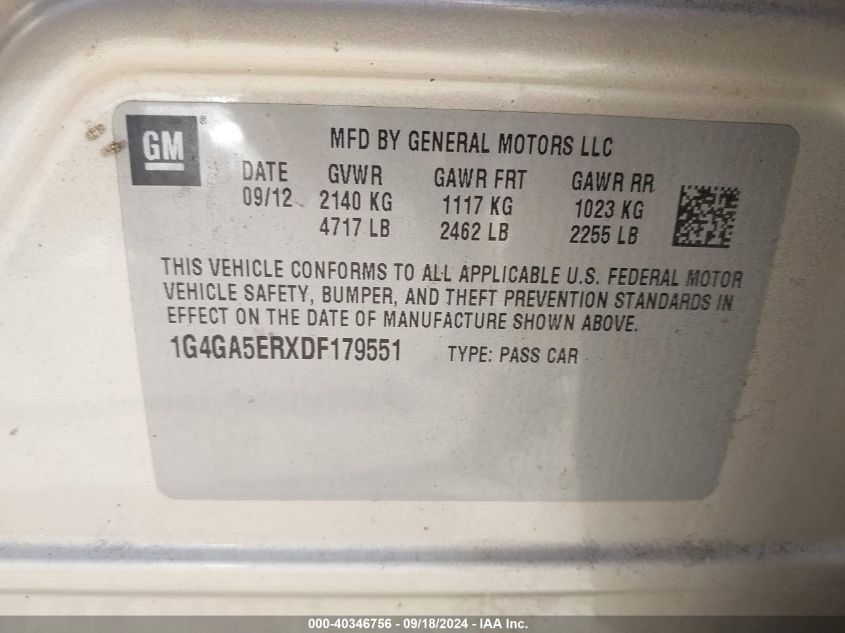 GM ®
MFD BY GENERAL MOTORS LLC
DATE GVWR GAWR FRT GAWR RR
09/12 2140 KG 1117 KG 1023 KG
4717 LB 2462 LB 2255 LB
THIS VEHICLE CONFORMS TO ALL APPLICABLE U.S. FEDERAL MOTOR
VEHICLE SAFETY, BUMPER, AND THEFT PREVENTION STANDARDS IN
EFFECT ON THE DATE OF MANUFACTURE SHOWN ABOVE.
1G4GA5ERXDF179551 TYPE: PASS CAR
000-40346756 - 09/18/2024 - IAA Inc.